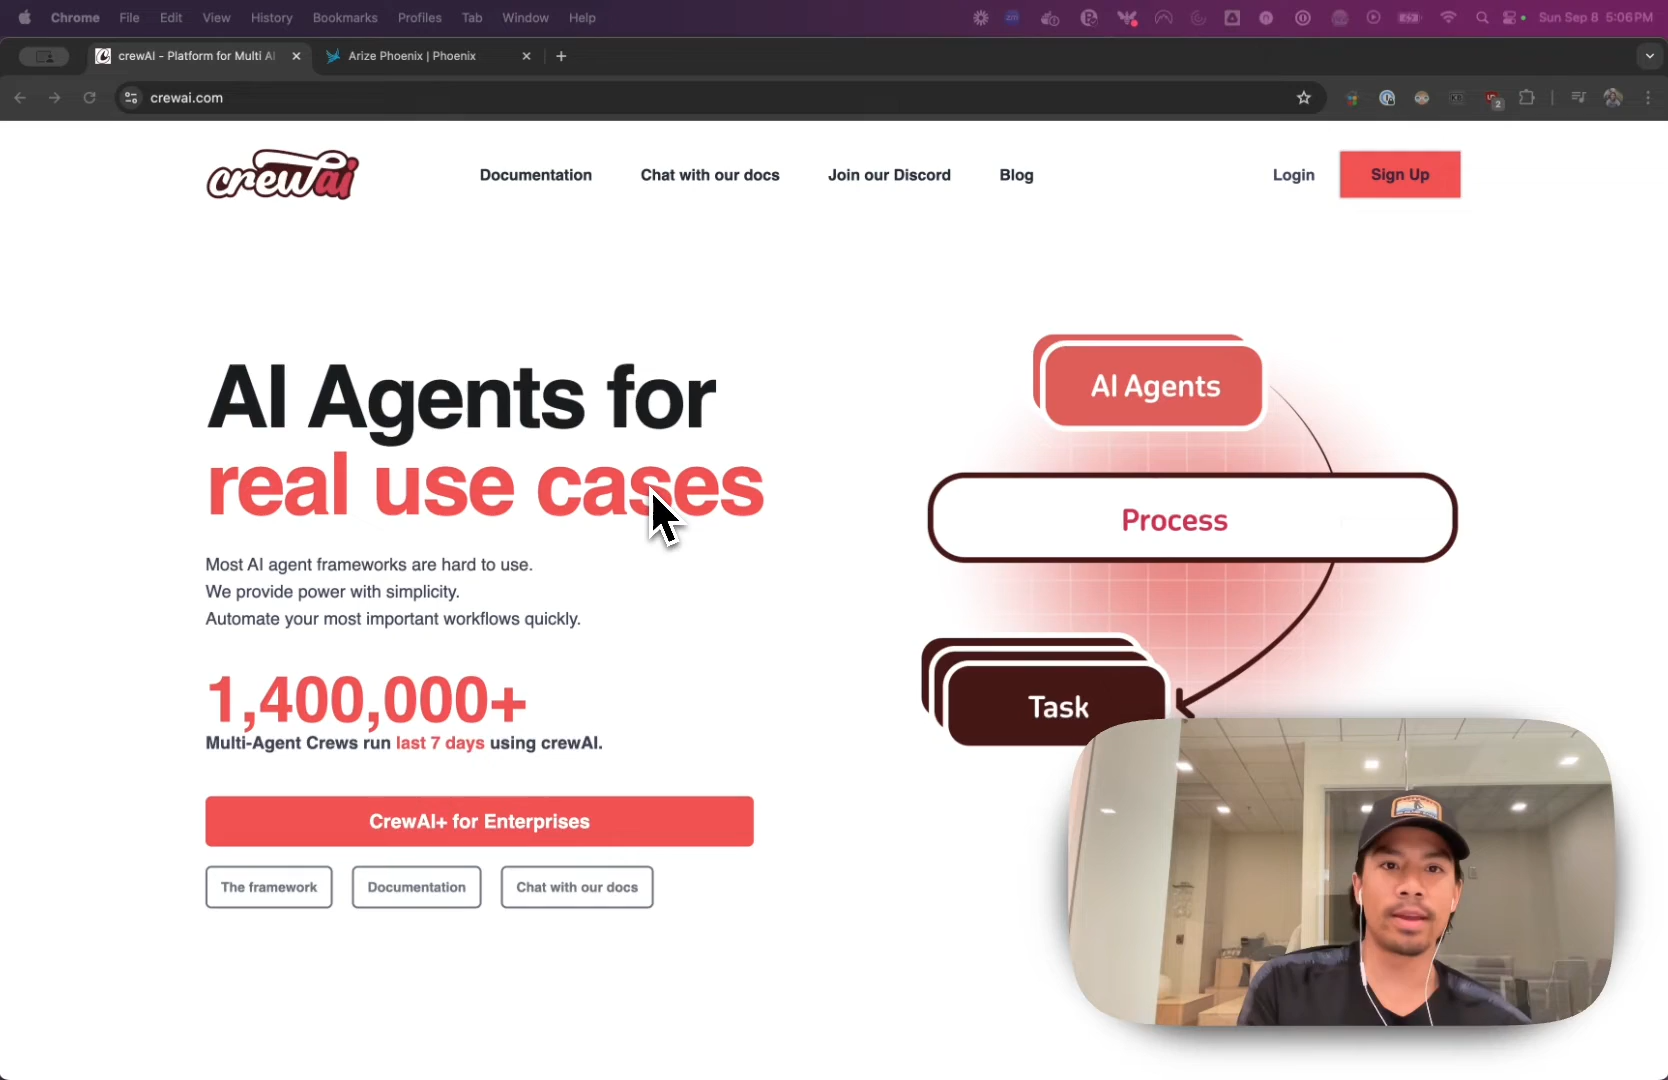 Chrome File Edit View History Bookmarks Profiles Tab Window Help
Sun Sep 8 5:06 PM
crewAI - Platform for Multi AI
Arize Phoenix | Phoenix
crewai.com
2
crewai
Documentation
Chat with our docs
Join our Discord
Blog
Login
Sign Up
AI Agents for
real use cases
Most AI agent frameworks are hard to use.
We provide power with simplicity.
Automate your most important workflows quickly.
1,400,000+
Multi-Agent Crews run last 7 days using crewAI.
CrewAI+ for Enterprises
The framework
Documentation
Chat with our docs
AI Agents
Process
Task